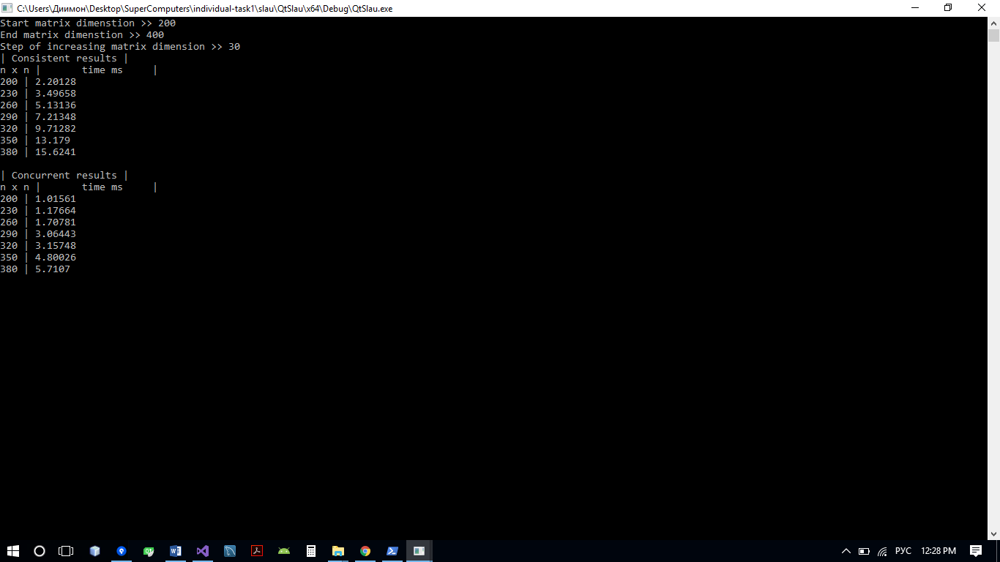 C:\Users\Диимон\Desktop\SuperComputers\individual-task1\slau\QtSlau\x64\Debug\QtSlau.exe
Start matrix dimenstion >> 200
End matrix dimenstion >> 400
Step of increasing matrix dimension >> 30
| Consistent results |
n x n |       time ms     |
200 | 2.20128
230 | 3.49658
260 | 5.13136
290 | 7.21348
320 | 9.71282
350 | 13.179
380 | 15.6241
| Concurrent results |
n x n |       time ms     |
200 | 1.01561
230 | 1.17664
260 | 1.70781
290 | 3.06443
320 | 3.15748
350 | 4.80026
380 | 5.7107
РУС 12:28 PM